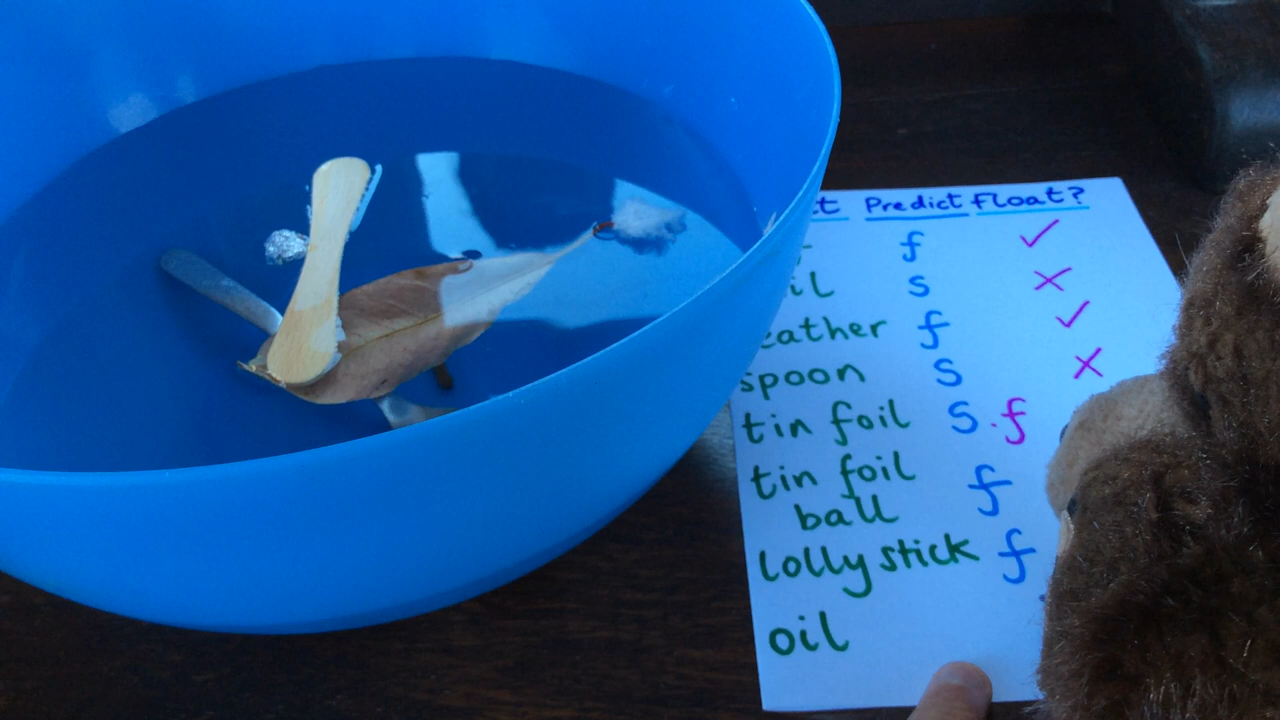 Predict Float?
f ✓
s x
f ✓
spoon s x
tin foil s .f
tin foil f
ball
lolly stick f
oil